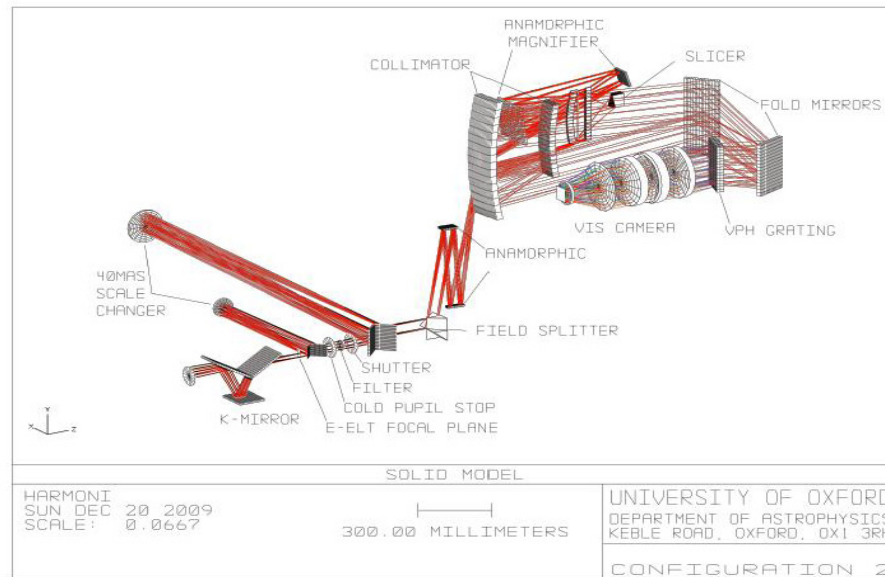 ANAMORPHIC
MAGNIFIER
COLLIMATOR
SLICER
FOLD MIRRORS
VIS CAMERA
VPH GRATING
ANAMORPHIC
40MAS
SCALE
CHANGER
FIELD SPLITTER
SHUTTER
FILTER
COLD PUPIL STOP
K-MIRROR
E-ELT FOCAL PLANE
Y
X
Z
SOLID MODEL
HARMONI
SUN DEC 20 2009
SCALE: 0.0667
300.00 MILLIMETERS
UNIVERSITY OF OXFORD
DEPARTMENT OF ASTROPHYSICS
KEBLE ROAD, OXFORD, OX1 3RH
CONFIGURATION 2